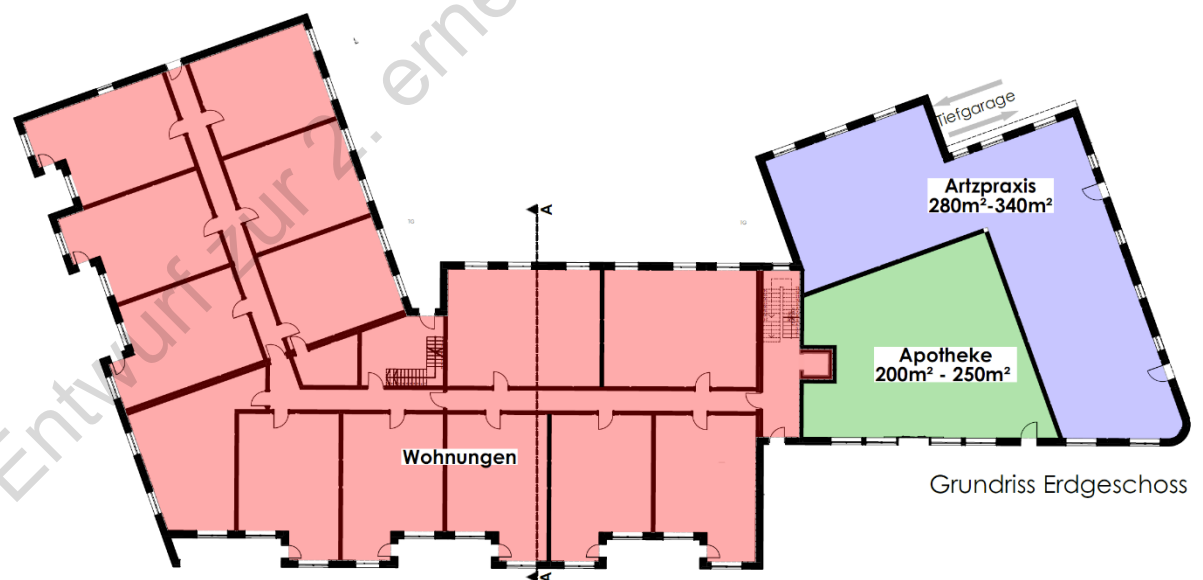 Entwurf zur 2. erne
Tiefgarage
Artzpraxis
280m²-340m²
A
Apotheke
200m² - 250m²
Wohnungen
Grundriss Erdgeschoss
A